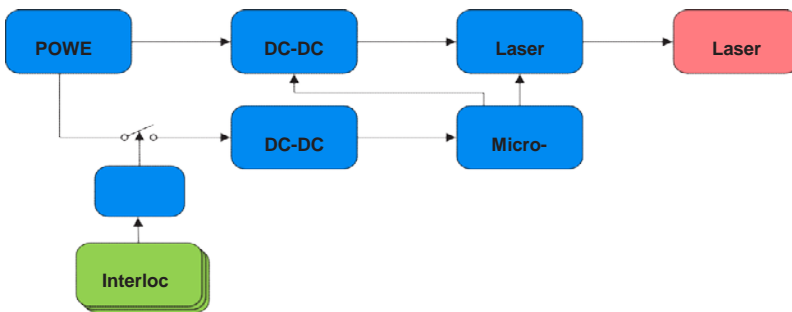 POWE
DC-DC
Laser
Laser
DC-DC
Micro-
Interloc